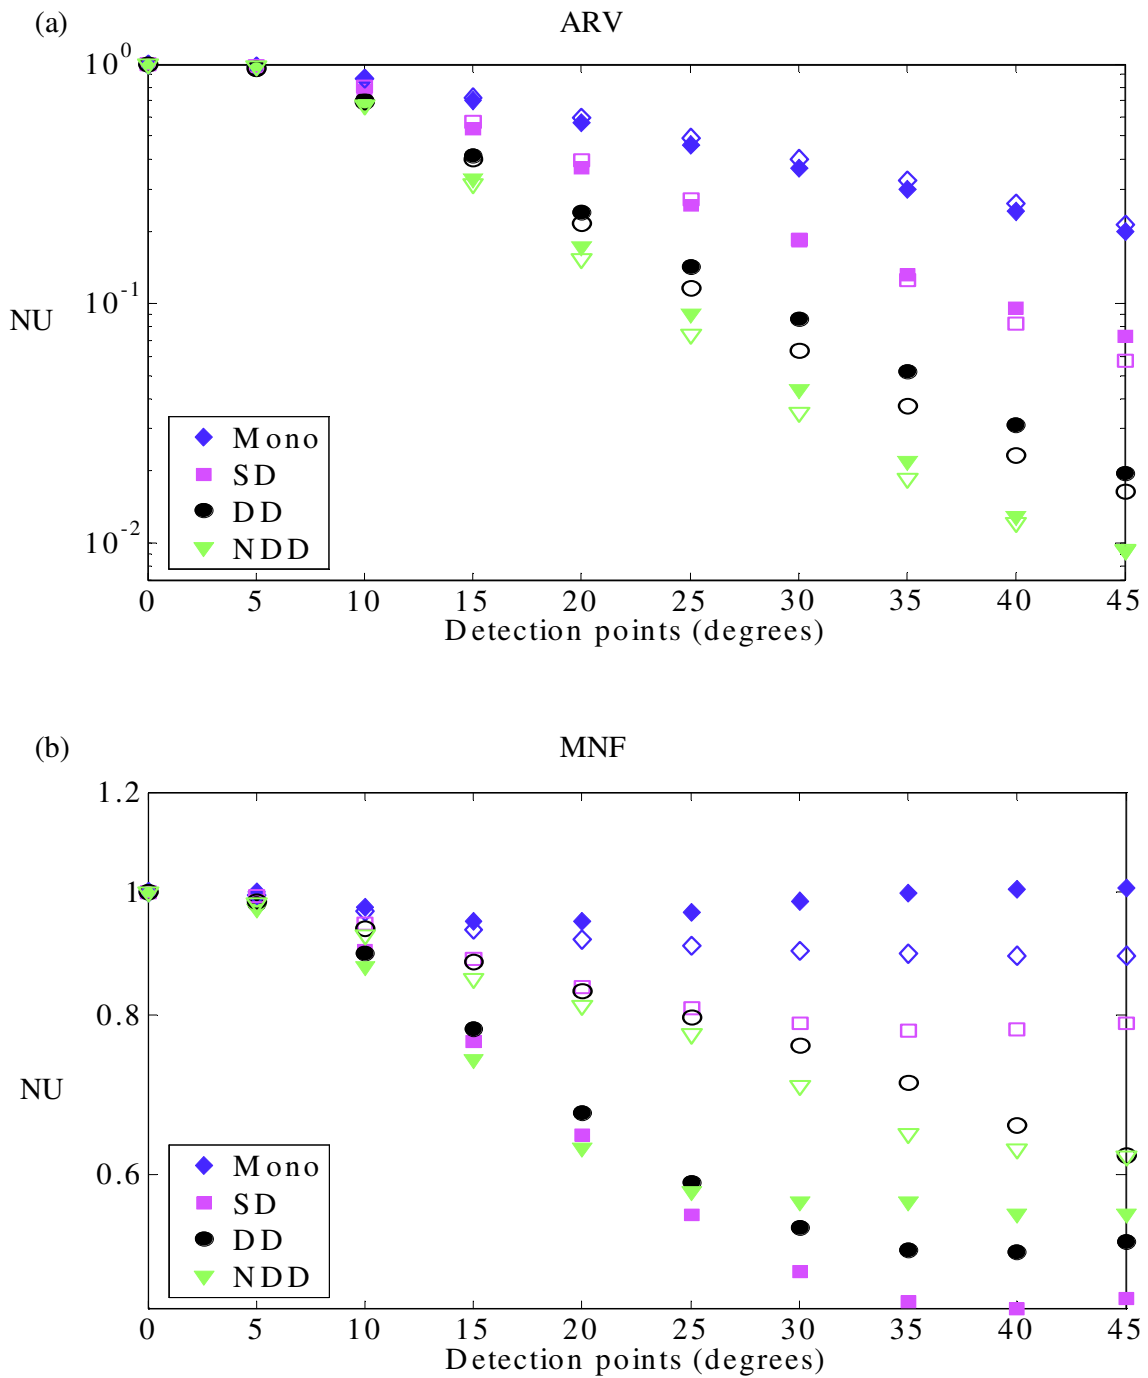 (a)
ARV
10^0
10^-1
10^-2
NU
Mono
SD
DD
NDD
0 5 10 15 20 25 30 35 40 45
Detection points (degrees)
(b)
MNF
1.2
1
0.8
0.6
NU
Mono
SD
DD
NDD
0 5 10 15 20 25 30 35 40 45
Detection points (degrees)